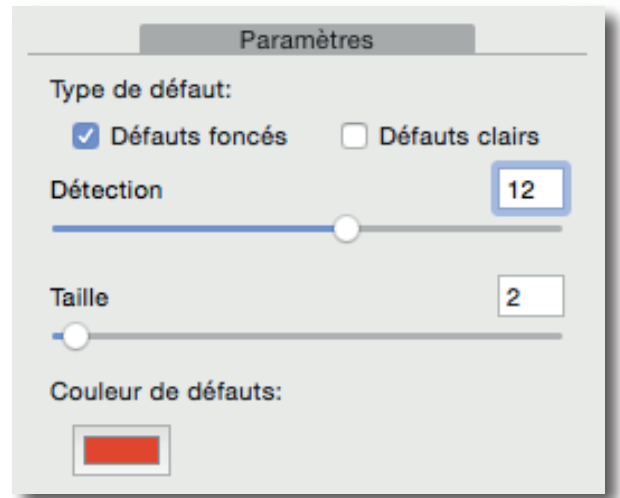 Paramètres
Type de défaut:
Défauts foncés Défauts clairs
Détection 12
Taille 2
Couleur de défauts: